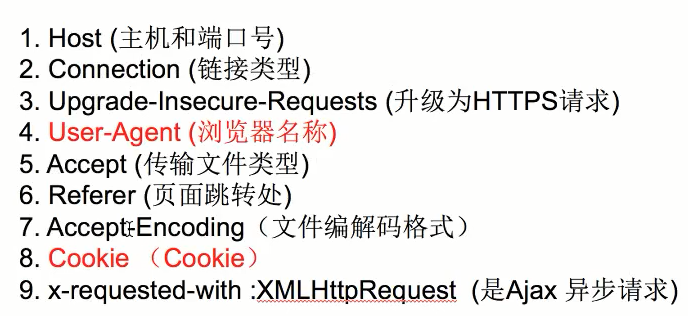 1. Host (主机和端口号)
2. Connection (链接类型)
3. Upgrade-Insecure-Requests (升级为HTTPS请求)
4. User-Agent (浏览器名称)
5. Accept (传输文件类型)
6. Referer (页面跳转处)
7. Accept-Encoding（文件编解码格式）
8. Cookie （Cookie）
9. x-requested-with :XMLHttpRequest (是Ajax 异步请求)